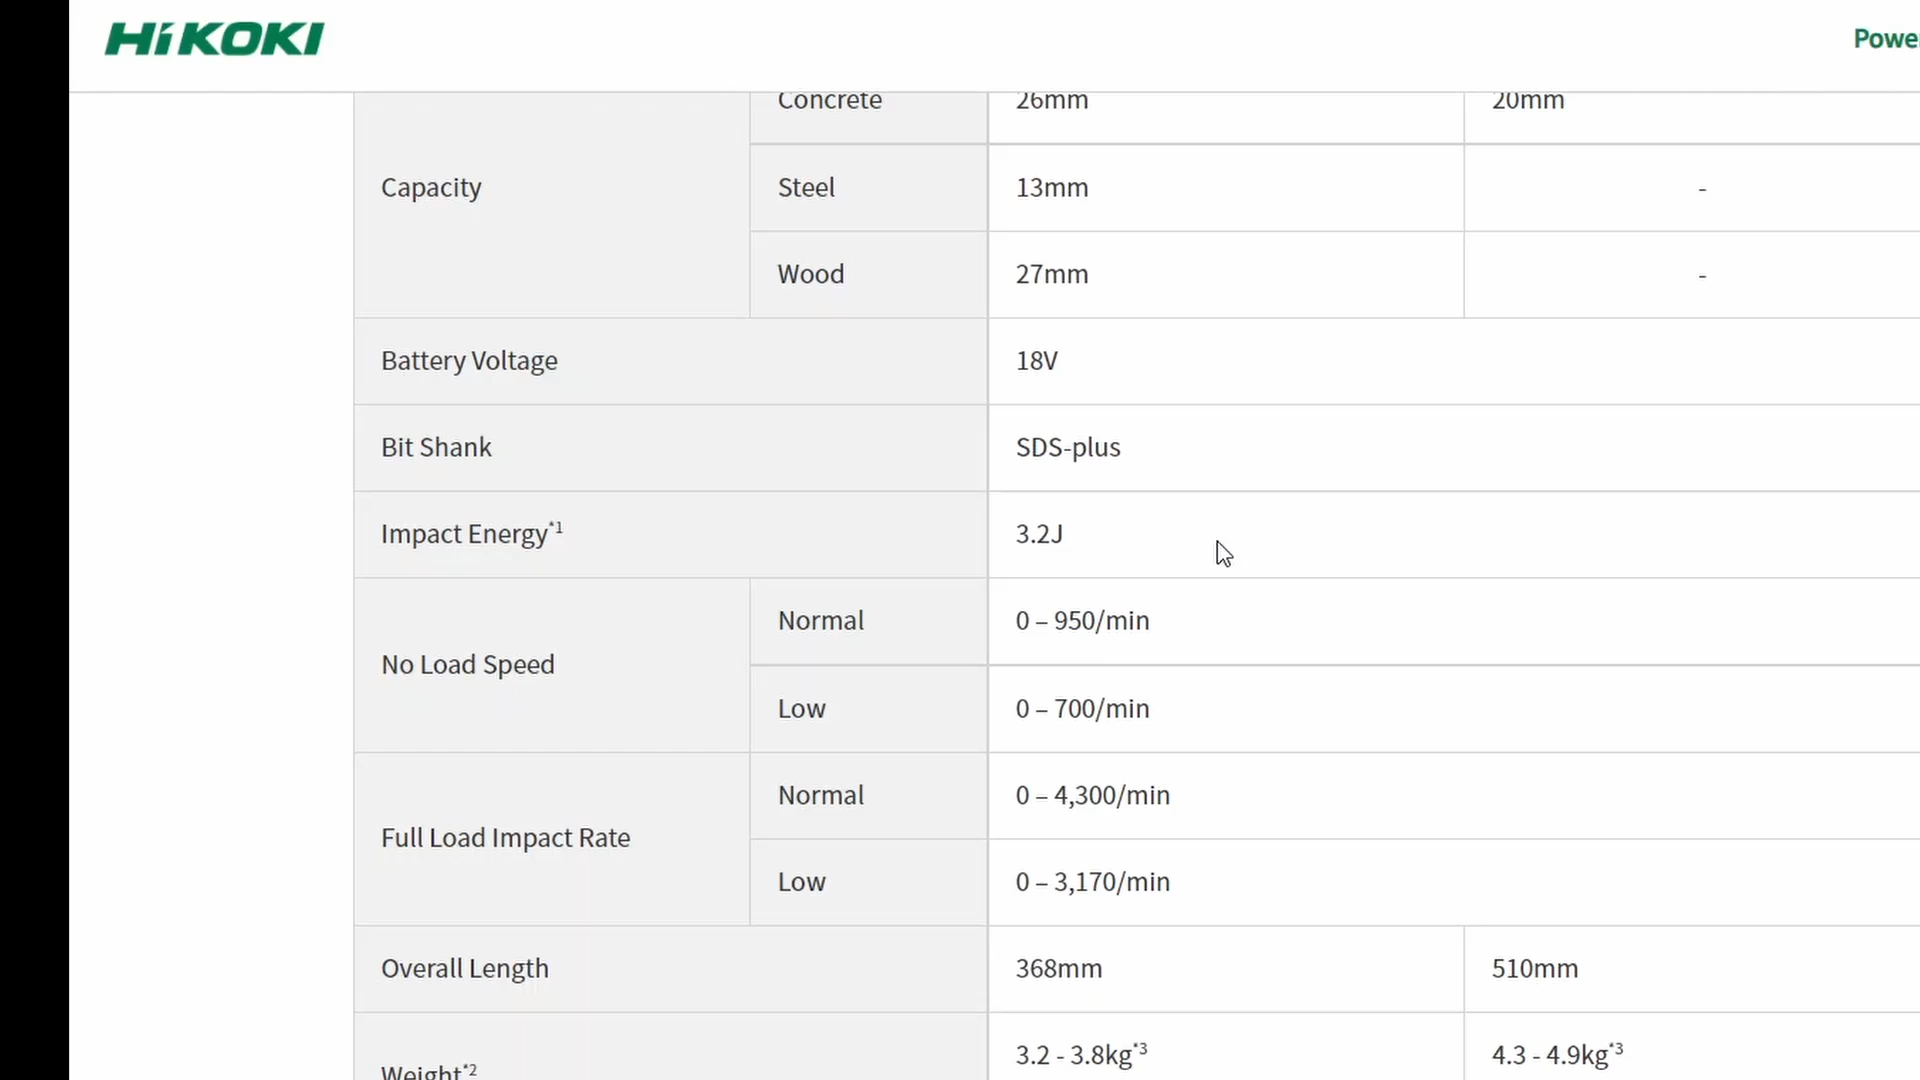 HiKOKI
Powe
Concrete 26mm 20mm
Capacity Steel 13mm -
Wood 27mm -
Battery Voltage 18V
Bit Shank SDS-plus
Impact Energy*1 3.2J
No Load Speed Normal 0 – 950/min
Low 0 – 700/min
Full Load Impact Rate Normal 0 – 4,300/min
Low 0 – 3,170/min
Overall Length 368mm 510mm
Weight*2 3.2 - 3.8kg*3 4.3 - 4.9kg*3